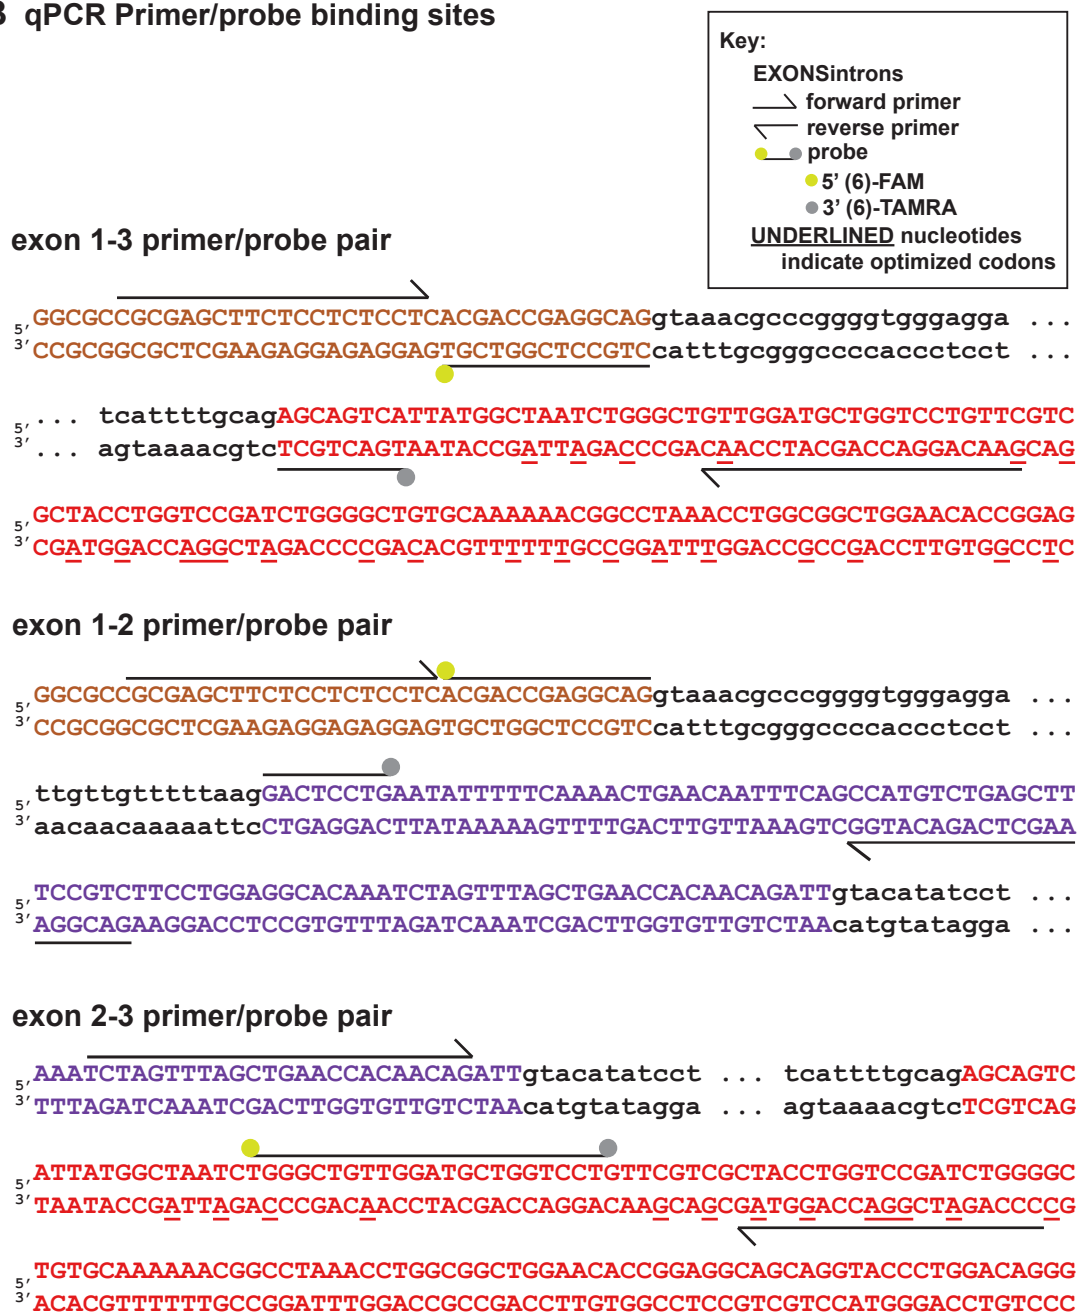 B qPCR Primer/probe binding sites
Key:
EXONSintrons
forward primer
reverse primer
probe
5' (6)-FAM
3' (6)-TAMRA
UNDERLINED nucleotides
indicate optimized codons
exon 1-3 primer/probe pair
5' GGCGCCGCGAGCTTCTCCTCTCCTCACGACCGAGGCAGgtaaacgcccggggtgggagga ...
3' CCGCGGCGCTCGAAGAGGAGAGGAGTGCTGGCTCCGTCcatttgcgggccccaccctcct ...
5' ... tcattttgcagAGCAGTCATTATGGCTAATCTGGGCTGTTGGATGCTGGTCCTGTTCGTC
3' ... agtaaaacgtcTCGTCAGTAATACCGATTAGACCCGACAACCTACGACCAGGACAAGCAG
5' GCTACCTGGTCCGATCTGGGGCTGTGCAAAAAACGGCCTAAACCTGGCGGCTGGAACACCGGAG
3' CGATGGACCAGGCTAGACCCCGACACGTTTTTTGCCGGATTTGGACCGCCGACCTTGTGGCCTC
exon 1-2 primer/probe pair
5' GGCGCCGCGAGCTTCTCCTCTCCTCACGACCGAGGCAGgtaaacgcccggggtgggagga ...
3' CCGCGGCGCTCGAAGAGGAGAGGAGTGCTGGCTCCGTCcatttgcgggccccaccctcct ...
5' ttgttgtttttaagGACTCCTGAATATTTTTCAAAACTGAACAATTTCAGCCATGTCTGAGCTT
3' aacaacaaaaattcCTGAGGACTTATAAAAAGTTTTGACTTGTTAAAGTCGGTACAGACTCGAA
5' TCCGTCTTCCTGGAGGCACAAATCTAGTTTAGCTGAACCACAACAGATTgtacatatcct ...
3' AGGCAGAAGGACCTCCGTGTTTAGATCAAATCGACTTGGTGTTGTCTAAcatgtatagga ...
exon 2-3 primer/probe pair
5' AAATCTAGTTTAGCTGAACCACAACAGATTgtacatatcct ... tcattttgcagAGCAGTC
3' TTTAGATCAAATCGACTTGGTGTTGTCTAAcatgtatagga ... agtaaaacgtcTCGTCAG
5' ATTATGGCTAATCTGGGCTGTTGGATGCTGGTCCTGTTCGTCGCTACCTGGTCCGATCTGGGGC
3' TAATACCGATTAGACCCGACAACCTACGACCAGGACAAGCAGCGATGGACCAGGCTAGACCCCG
5' TGTGCAAAAAACGGCCTAAACCTGGCGGCTGGAACACCGGAGGCAGCAGGTACCCTGGACAGGG
3' ACACGTTTTTTGCCGGATTTGGACCGCCGACCTTGTGGCCTCCGTCGTCCATGGGACCTGTCCC